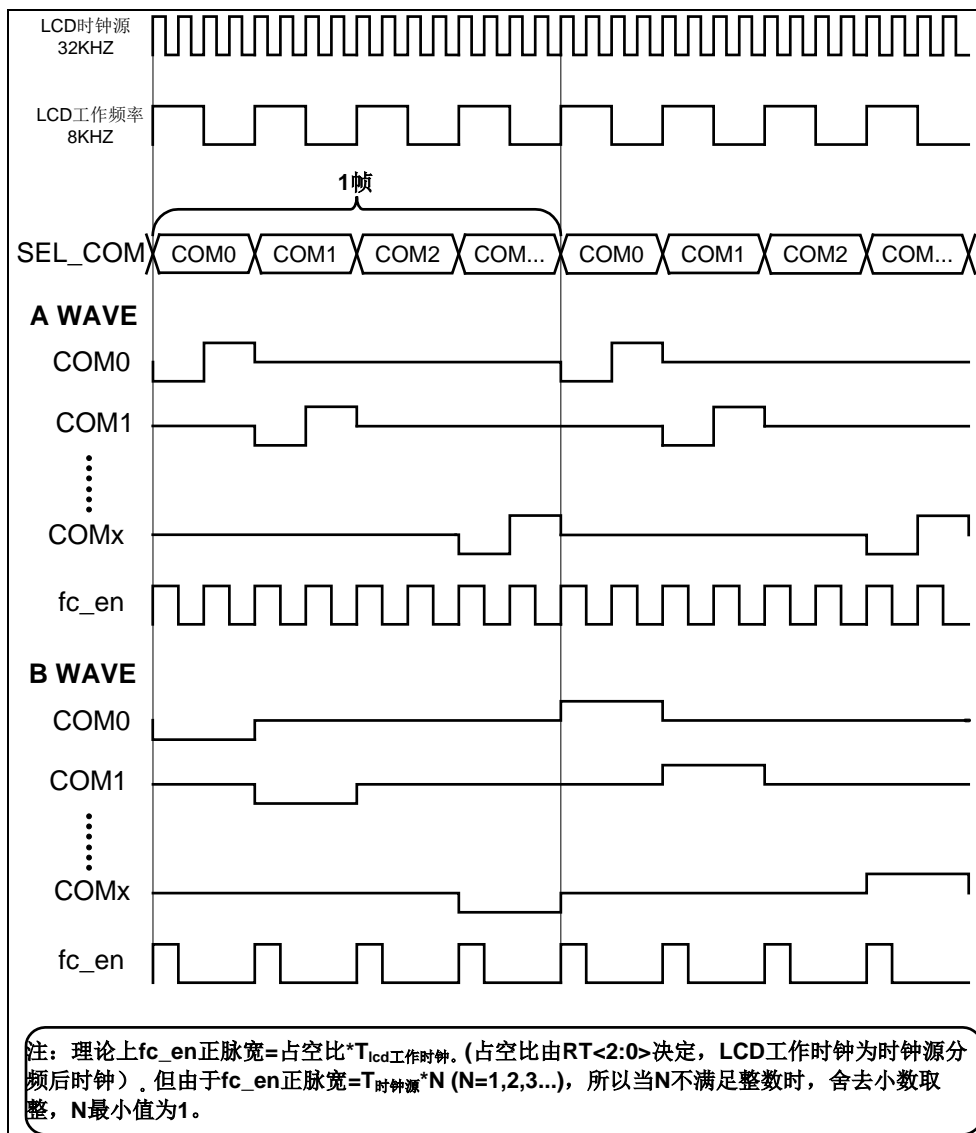 LCD时钟源
32KHZ
LCD工作频率
8KHZ
1帧
SEL_COM COM0 COM1 COM2 COM... COM0 COM1 COM2 COM...
A WAVE
COM0
COM1
COMx
fc_en
B WAVE
COM0
COM1
COMx
fc_en
注：理论上fc_en正脉宽=占空比*Tlcd工作时钟。(占空比由RT<2:0>决定，LCD工作时钟为时钟源分
频后时钟）。但由于fc_en正脉宽=T时钟源*N (N=1,2,3...)，所以当N不满足整数时，舍去小数取
整，N最小值为1。